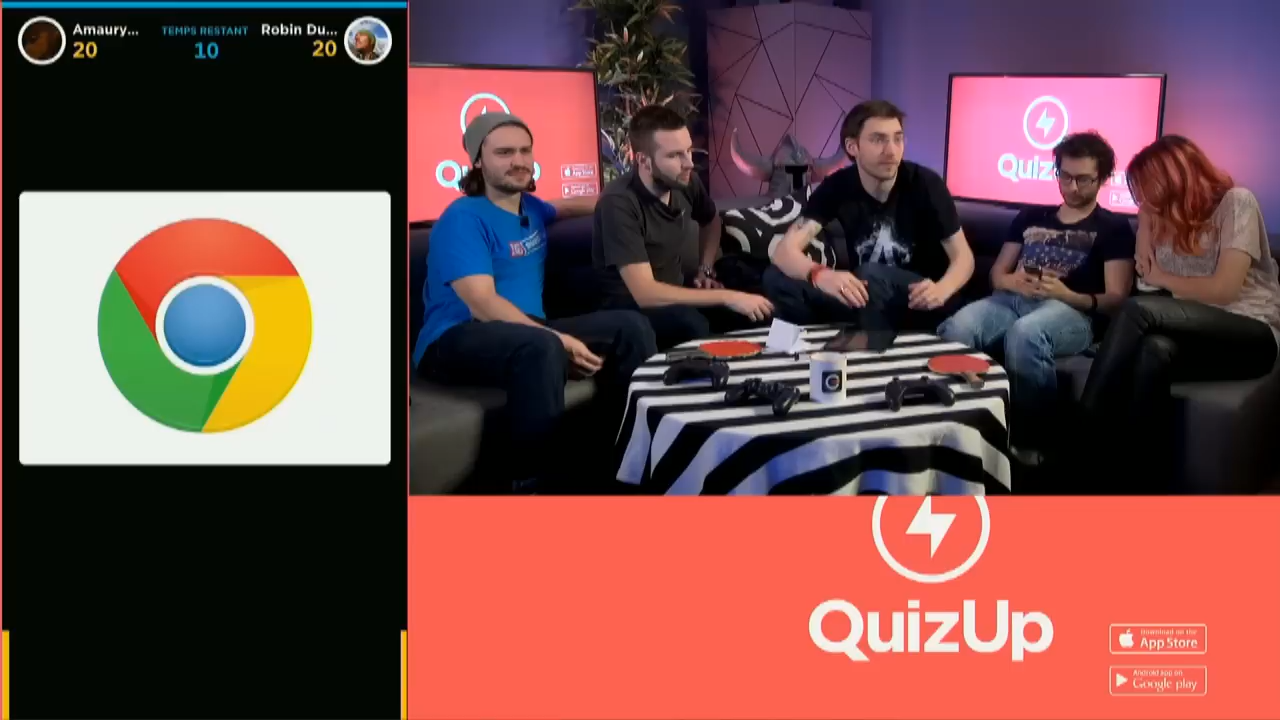 Amaury...
20
TEMPS RESTANT
10
Robin Du...
20
QuizUp
Download on the
App Store
Android app on
Google play